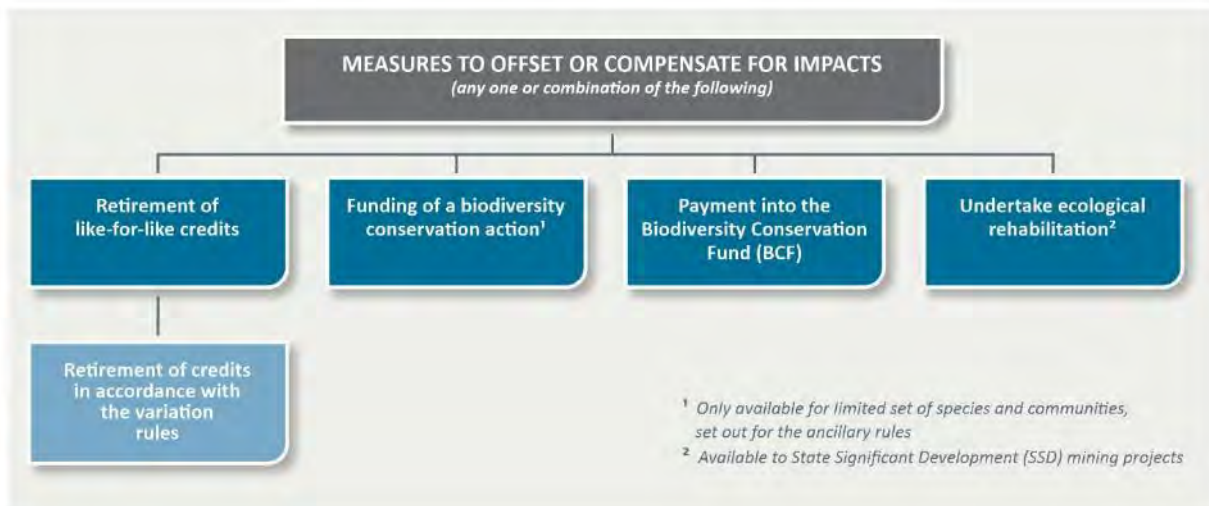 MEASURES TO OFFSET OR COMPENSATE FOR IMPACTS
(any one or combination of the following)
Retirement of
like-for-like credits
Funding of a biodiversity
conservation action¹
Payment into the
Biodiversity Conservation
Fund (BCF)
Undertake ecological
rehabilitation²
Retirement of credits
in accordance with
the variation
rules
¹ Only available for limited set of species and communities,
set out for the ancillary rules
² Available to State Significant Development (SSD) mining projects